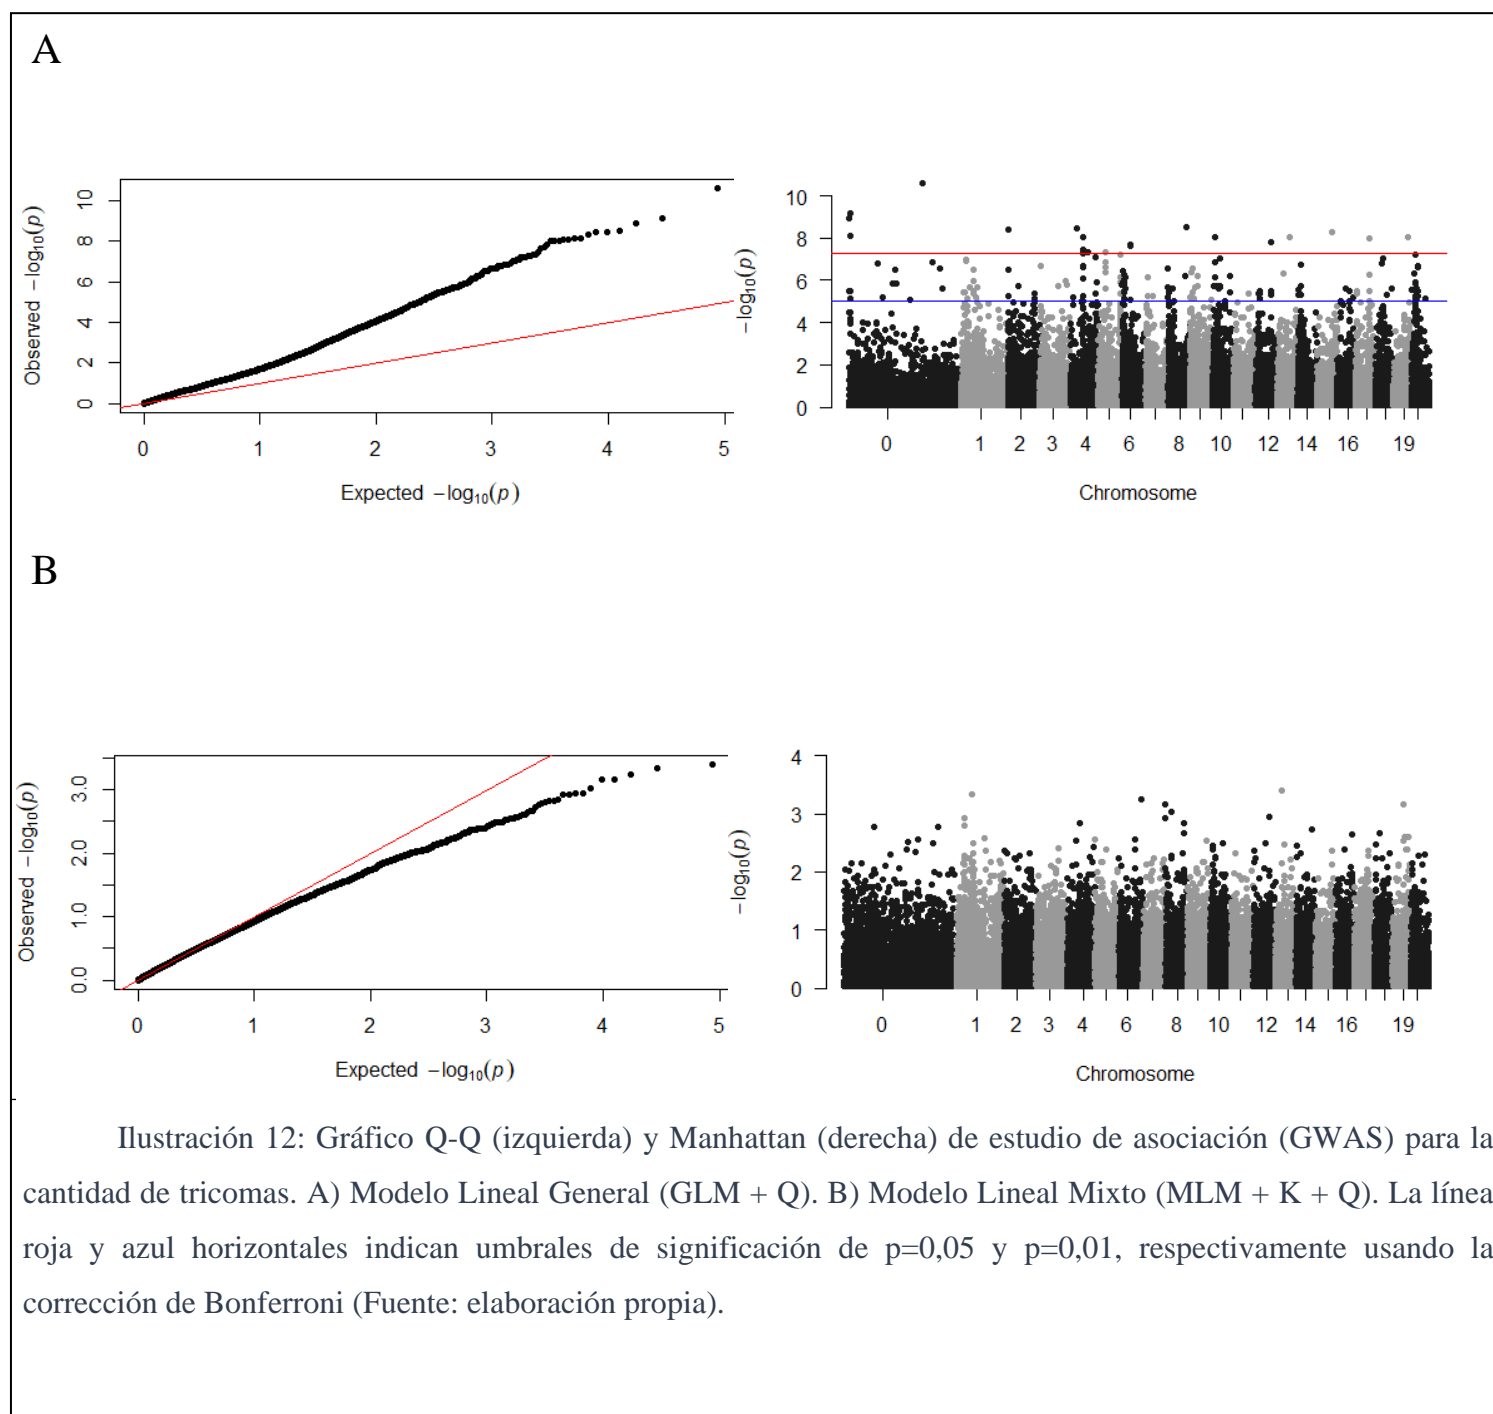 A
Observed −log10(p)
10
8
6
4
2
0
0 1 2 3 4 5
Expected −log10(p)
−log10(p)
10
8
6
4
2
0
0 1 2 3 4 6 8 10 12 14 16 19
Chromosome
B
Observed −log10(p)
3.0
2.0
1.0
0.0
0 1 2 3 4 5
Expected −log10(p)
−log10(p)
4
3
2
1
0
0 1 2 3 4 6 8 10 12 14 16 19
Chromosome
Ilustración 12: Gráfico Q-Q (izquierda) y Manhattan (derecha) de estudio de asociación (GWAS) para la
cantidad de tricomas. A) Modelo Lineal General (GLM + Q). B) Modelo Lineal Mixto (MLM + K + Q). La línea
roja y azul horizontales indican umbrales de significación de p=0,05 y p=0,01, respectivamente usando la
corrección de Bonferroni (Fuente: elaboración propia).